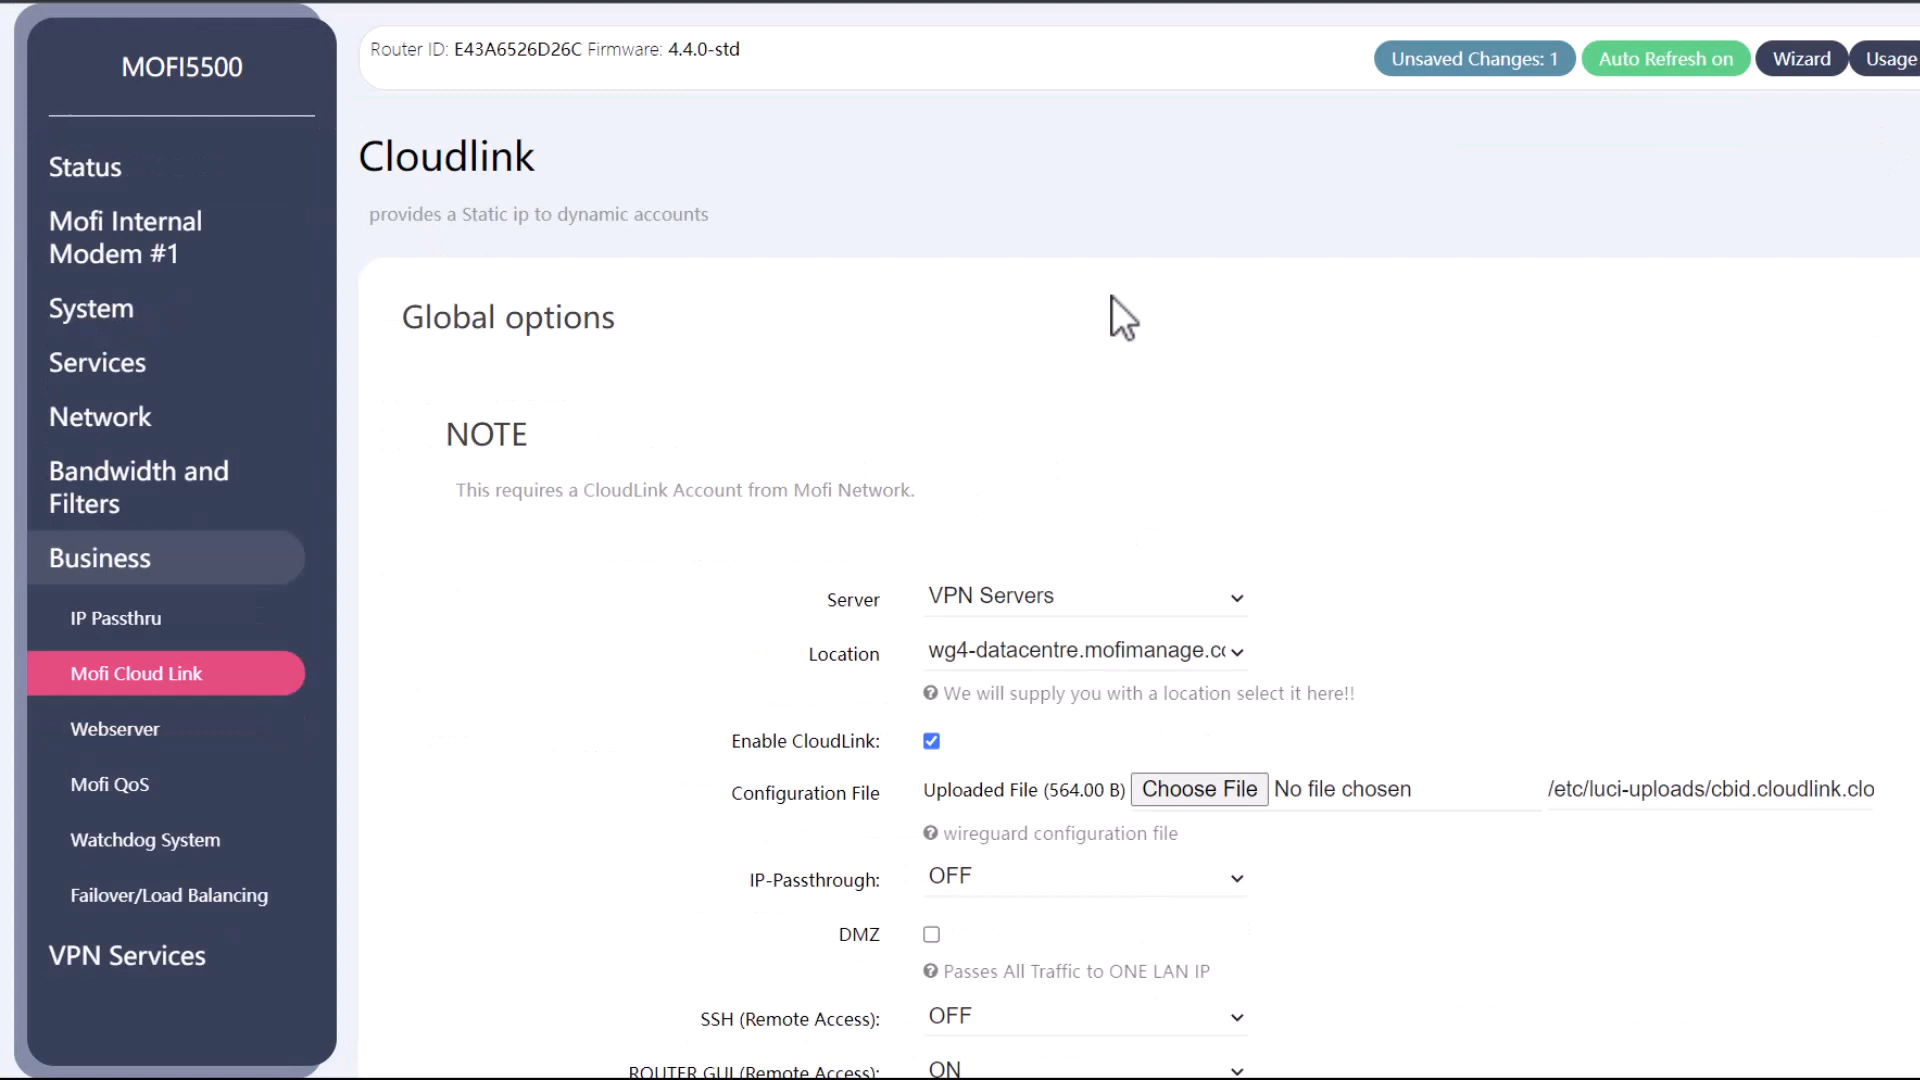 MOFI5500
Status
Mofi Internal
Modem #1
System
Services
Network
Bandwidth and
Filters
Business
IP Passthru
Mofi Cloud Link
Webserver
Mofi QoS
Watchdog System
Failover/Load Balancing
VPN Services
Router ID: E43A6526D26C Firmware: 4.4.0-std
Unsaved Changes: 1
Auto Refresh on
Wizard
Usage
Cloudlink
provides a Static ip to dynamic accounts
Global options
NOTE
This requires a CloudLink Account from Mofi Network.
Server VPN Servers
Location wg4-datacentre.mofimanage.co
We will supply you with a location select it here!!
Enable CloudLink:
Configuration File Uploaded File (564.00 B) Choose File No file chosen /etc/luci-uploads/cbid.cloudlink.clo
wireguard configuration file
IP-Passthrough: OFF
DMZ
Passes All Traffic to ONE LAN IP
SSH (Remote Access): OFF
ROUTER GUI (Remote Access): ON